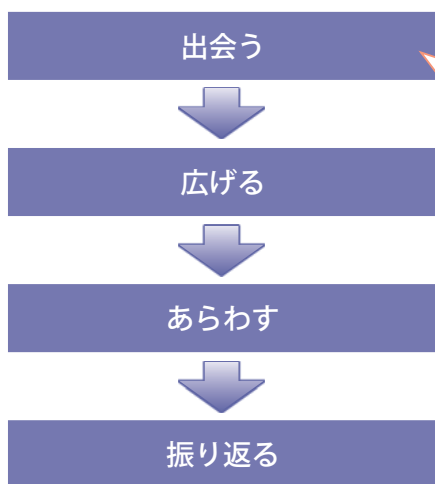 出会う
広げる
あらわす
振り返る